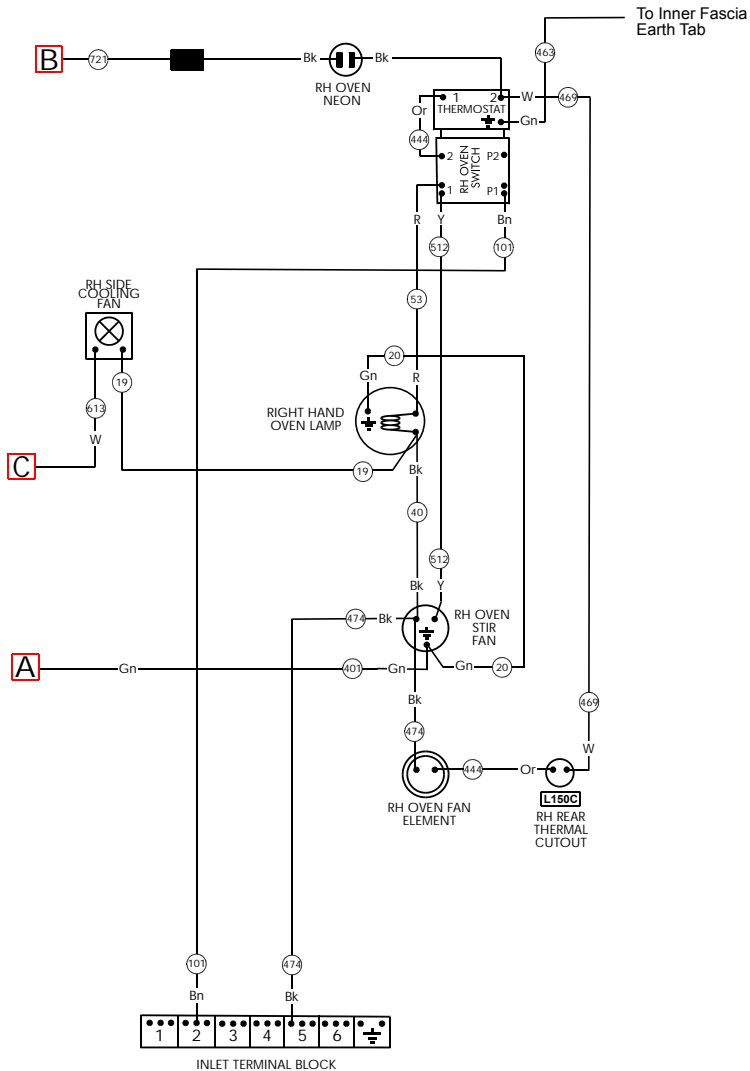 To Inner Fascia
Earth Tab
463
B
721
Bk
Bk
RH OVEN
NEON
1
2
THERMOSTAT
W
469
Or
Gn
444
2
P2
RH OVEN
SWITCH
1
P1
R
Y
Bn
512
101
RH SIDE
COOLING
FAN
53
19
20
Gn
R
613
W
RIGHT HAND
OVEN LAMP
C
19
Bk
40
512
Bk
Y
474
Bk
RH OVEN
STIR
FAN
A
Gn
401
Gn
Gn
20
Bk
469
474
W
444
Or
L150C
RH OVEN FAN
ELEMENT
RH REAR
THERMAL
CUTOUT
101
474
Bn
Bk
1
2
3
4
5
6
INLET TERMINAL BLOCK